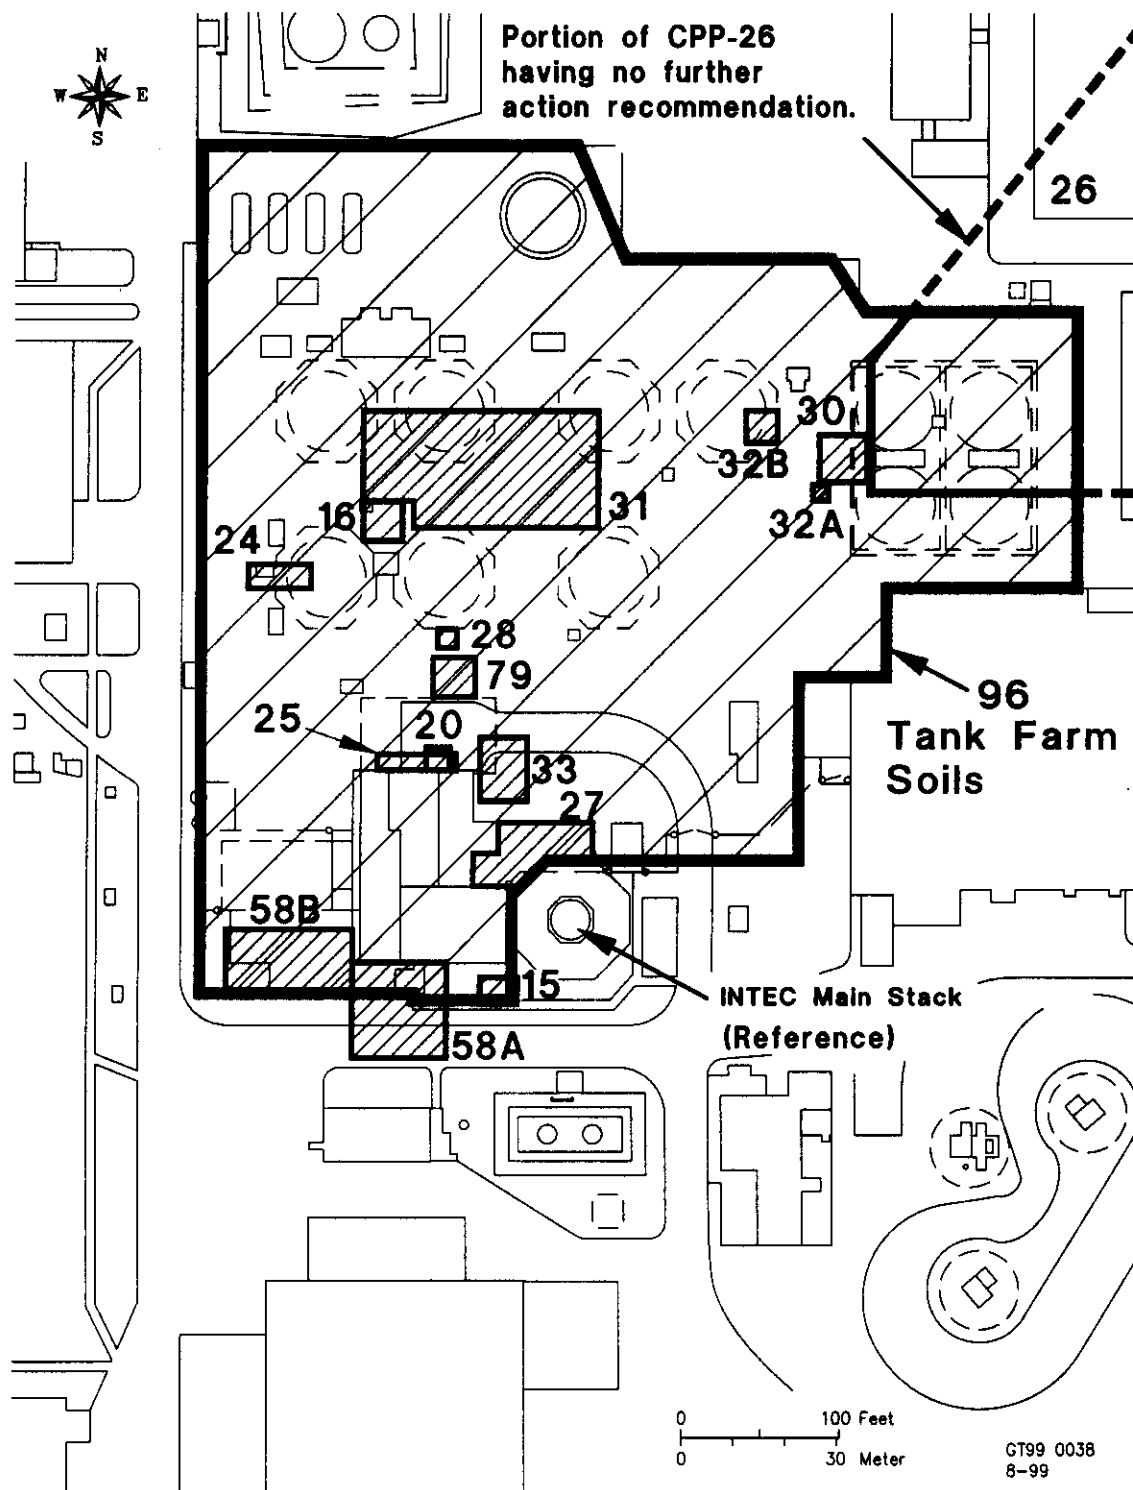 Portion of CPP-26
having no further
action recommendation.
N
W E
S
26
30
32B
31
16
32A
24
28
79
96
Tank Farm
Soils
25
20
33
27
58B
15
INTEC Main Stack
(Reference)
58A
0 100 Feet
0 30 Meter
GT99 0038
8-99